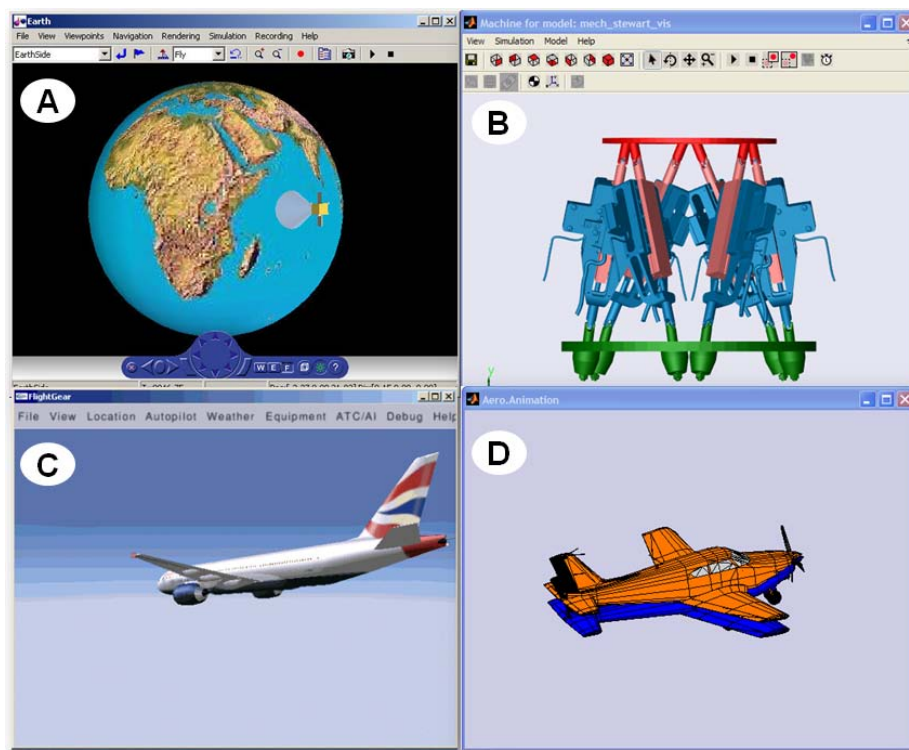 Earth
File View Viewpoints Navigation Rendering Simulation Recording Help
EarthSide Fly
A
W E F ?
EarthSide
Machine for model: mech_stewart_vis
View Simulation Model Help
B
y
FlightGear
File View Location Autopilot Weather Equipment ATC/AI Debug Help
C
Aero.Animation
D